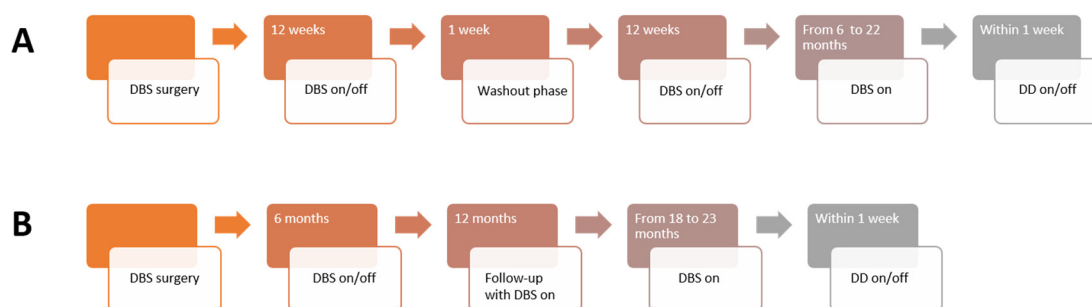 A
DBS surgery
12 weeks
DBS on/off
1 week
Washout phase
12 weeks
DBS on/off
From 6 to 22
months
DBS on
Within 1 week
DD on/off
B
DBS surgery
6 months
DBS on/off
12 months
Follow-up
with DBS on
From 18 to 23
months
DBS on
Within 1 week
DD on/off